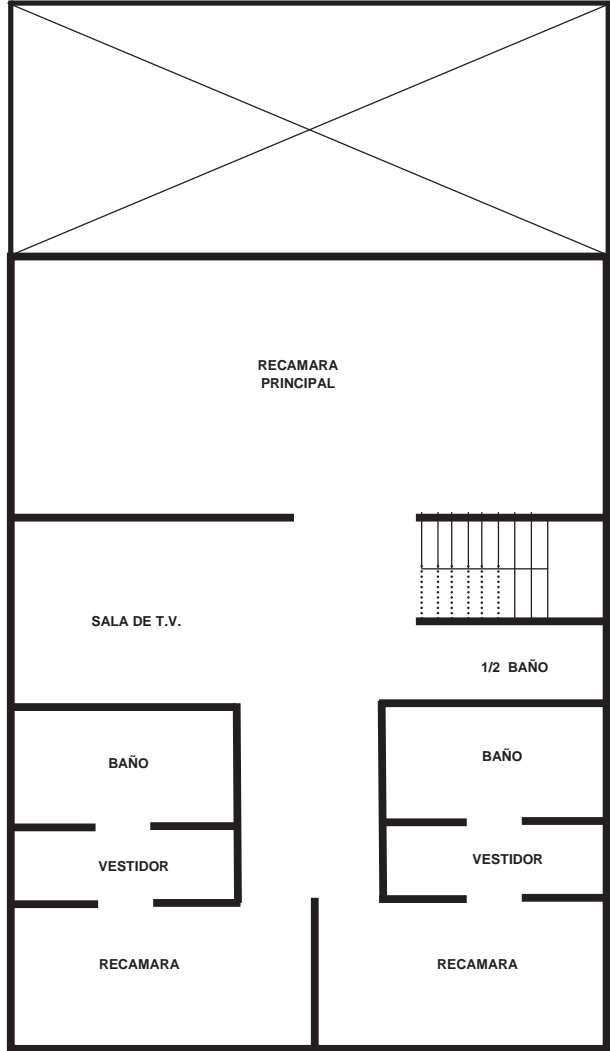 RECAMARA
PRINCIPAL
SALA DE T.V.
1/2 BAÑO
BAÑO
BAÑO
VESTIDOR
VESTIDOR
RECAMARA
RECAMARA